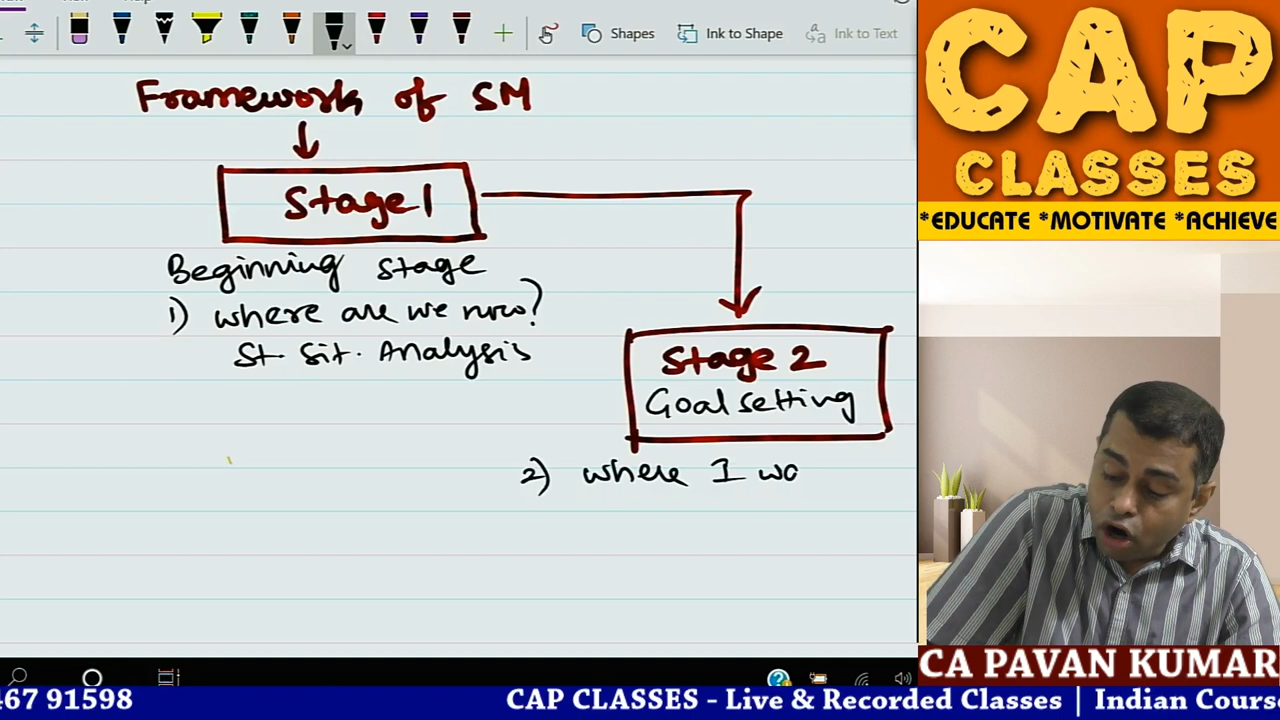 Shapes
Ink to Shape
Ink to Text
Framework of SM
Stage 1
Beginning stage
1) where are we now?
St. Sit. Analysis
Stage 2
Goal setting
2) where I wa
CAP
CLASSES
*EDUCATE *MOTIVATE *ACHIEVE
CA PAVAN KUMAR
467 91598
CAP CLASSES - Live & Recorded Classes | Indian Cours